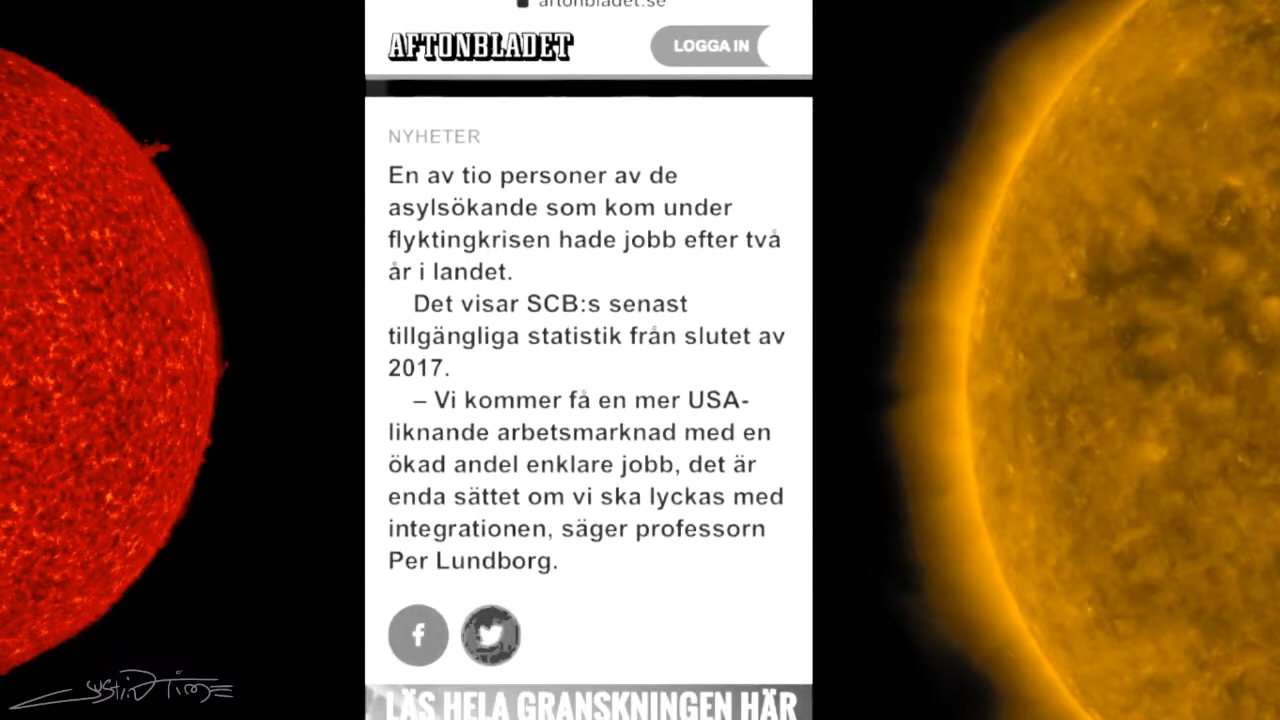 aftonbladet.se
AFTONBLADET
LOGGA IN
NYHETER
En av tio personer av de
asylsökande som kom under
flyktingkrisen hade jobb efter två
år i landet.
Det visar SCB:s senast
tillgängliga statistik från slutet av
2017.
– Vi kommer få en mer USA-
liknande arbetsmarknad med en
ökad andel enklare jobb, det är
enda sättet om vi ska lyckas med
integrationen, säger professorn
Per Lundborg.
LÄS HELA GRANSKNINGEN HÄR